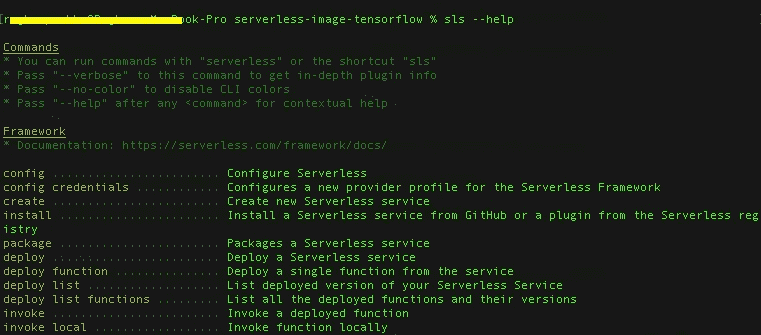 Book-Pro serverless-image-tensorflow % sls --help
Commands
* You can run commands with "serverless" or the shortcut "sls"
* Pass "--verbose" to this command to get in-depth plugin info
* Pass "--no-color" to disable CLI colors
* Pass "--help" after any <command> for contextual help
Framework
* Documentation: https://serverless.com/framework/docs/
config ........................ Configure Serverless
config credentials ............ Configures a new provider profile for the Serverless Framework
create ........................ Create new Serverless service
install ....................... Install a Serverless service from GitHub or a plugin from the Serverless reg
istry
package ....................... Packages a Serverless service
deploy ........................ Deploy a Serverless service
deploy function ............... Deploy a single function from the service
deploy list ................... List deployed version of your Serverless Service
deploy list functions ......... List all the deployed functions and their versions
invoke ........................ Invoke a deployed function
invoke local .................. Invoke function locally